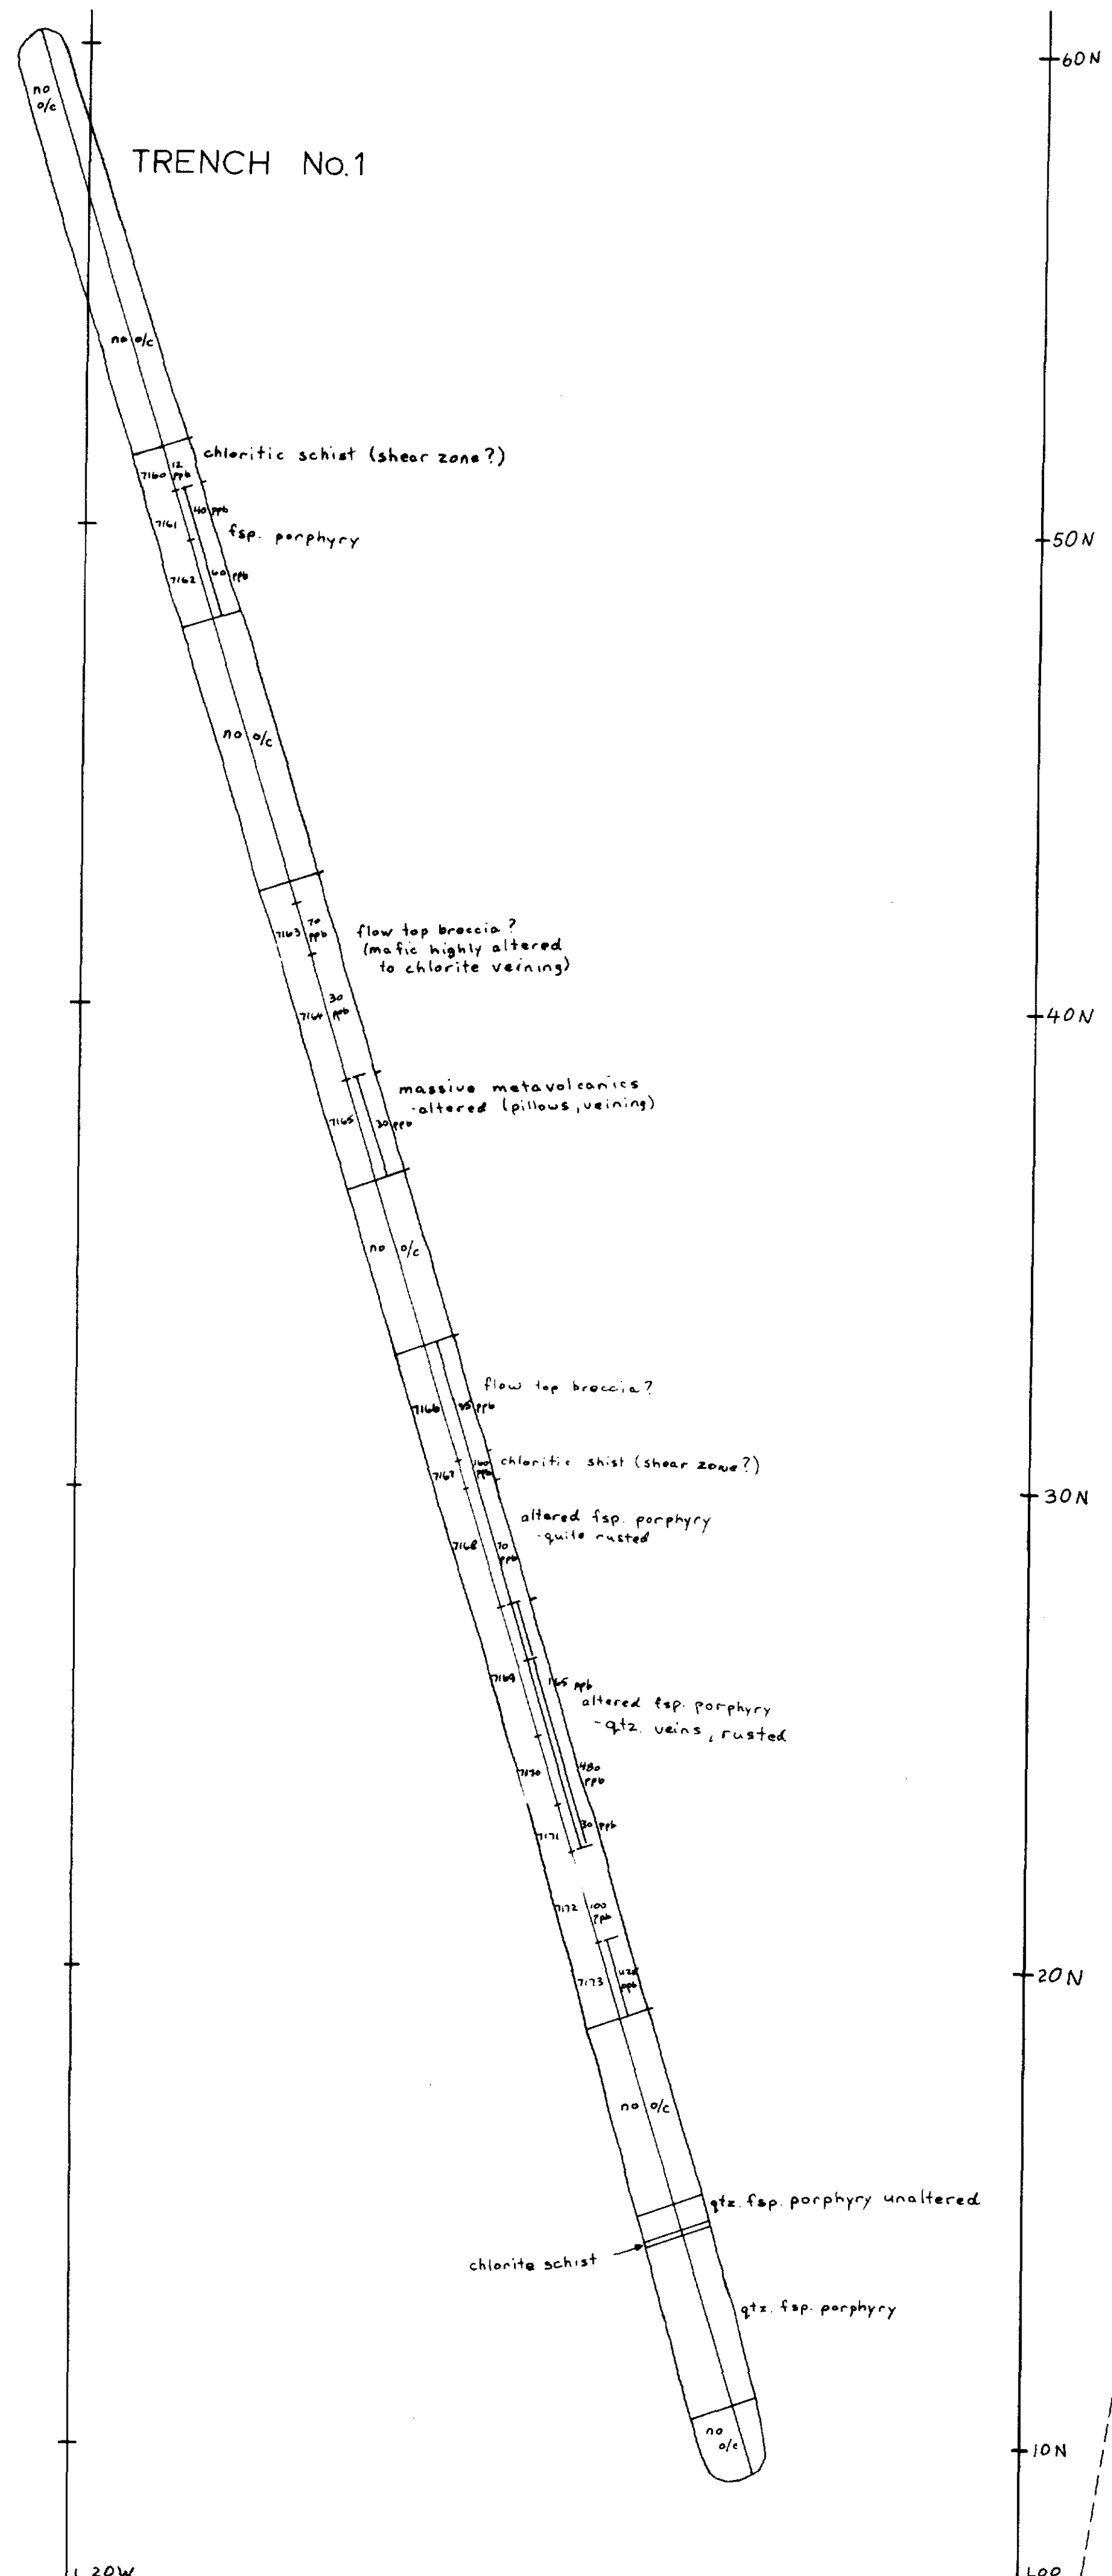 60N
no
o/c
TRENCH No.1
no o/c
chloritic schist (shear zone?)
7160 12
ppb
7161 40 ppb
fsp. porphyry
50N
7162 60 ppb
no o/c
7163 70
ppb
flow top breccia?
(mafic highly altered
to chlorite veining)
7164 30
ppb
40N
massive metavolcanics
-altered (pillows, veining)
7165 30 ppb
no o/c
flow top breccia?
7166 ppb
chloritic shist (shear zone?)
7167 160
ppb
30N
altered fsp. porphyry
-quite rusted
7168 70
ppb
7169 165 ppb
altered fsp. porphyry
-qtz. veins, rusted
7170 480
ppb
7171 30 ppb
7172 100
ppb
20N
7173
ppb
no o/c
qtz. fsp. porphyry unaltered
chlorite schist
qtz. fsp. porphyry
no
o/c
10N
L 20W
L00